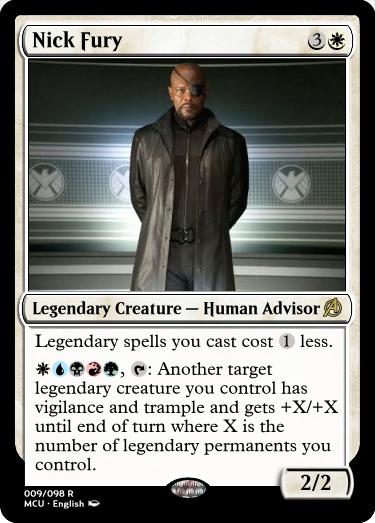 Nick Fury 3
Legendary Creature — Human Advisor
Legendary spells you cast cost 1 less.
, : Another target
legendary creature you control has
vigilance and trample and gets +X/+X
until end of turn where X is the
number of legendary permanents you
control.
2/2
009/098 R
MCU • English